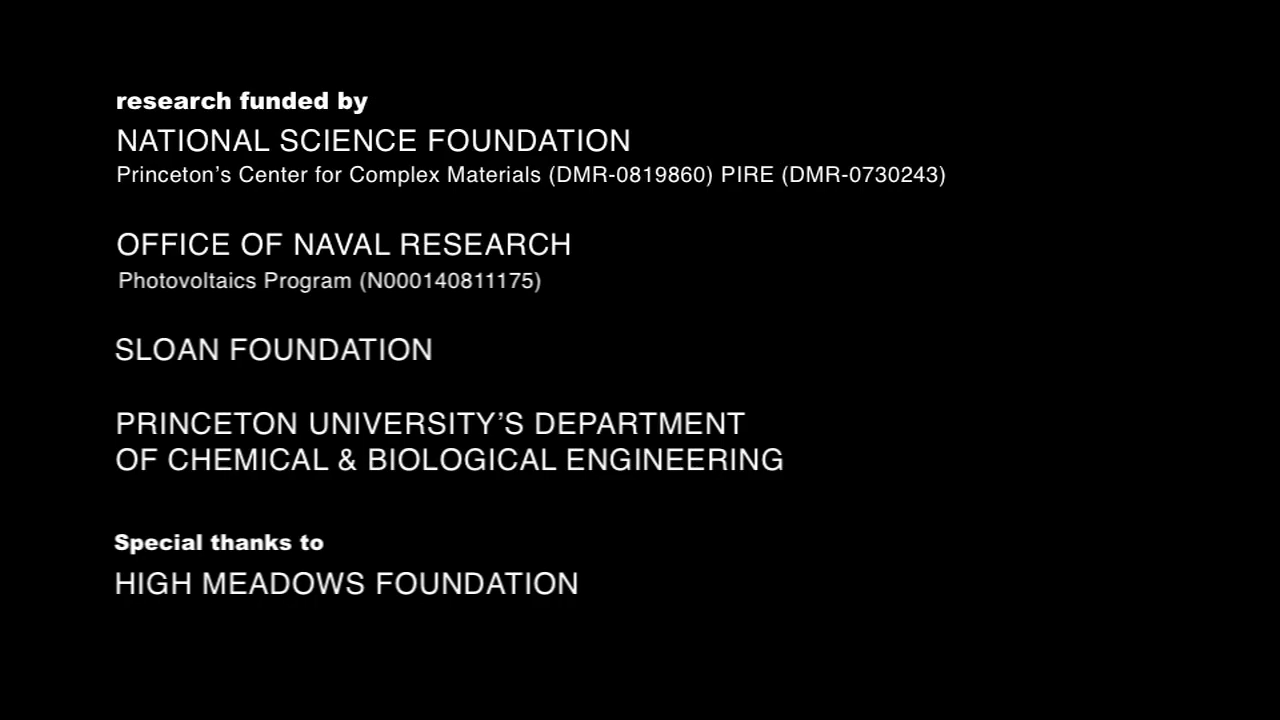 research funded by
NATIONAL SCIENCE FOUNDATION
Princeton’s Center for Complex Materials (DMR-0819860) PIRE (DMR-0730243)
OFFICE OF NAVAL RESEARCH
Photovoltaics Program (N000140811175)
SLOAN FOUNDATION
PRINCETON UNIVERSITY’S DEPARTMENT
OF CHEMICAL & BIOLOGICAL ENGINEERING
Special thanks to
HIGH MEADOWS FOUNDATION